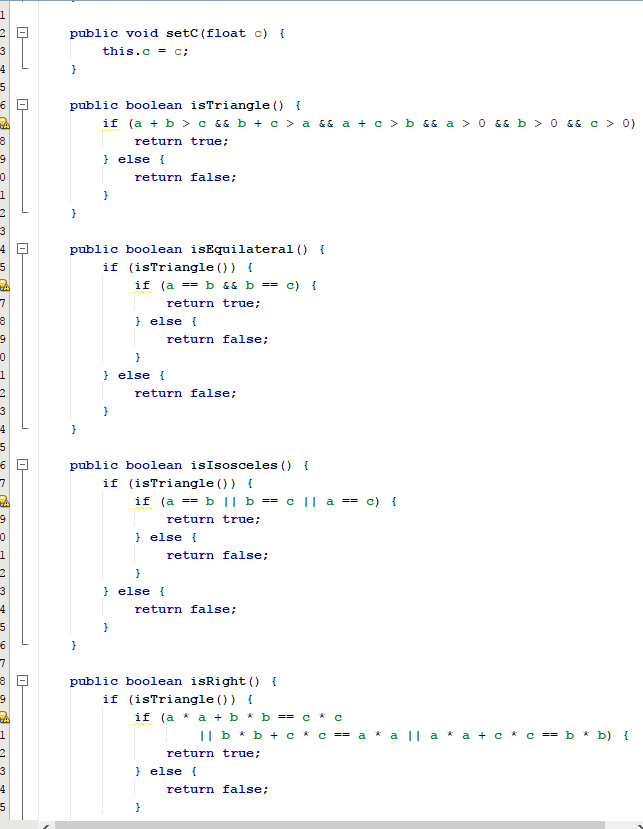 1
2 public void setC(float c) {
3 this.c = c;
4 }
5
6 public boolean isTriangle() {
if (a + b > c && b + c > a && a + c > b && a > 0 && b > 0 && c > 0)
8 return true;
9 } else {
0 return false;
1 }
2 }
3
4 public boolean isEquilateral() {
5 if (isTriangle()) {
if (a == b && b == c) {
7 return true;
8 } else {
9 return false;
0 }
1 } else {
2 return false;
3 }
4 }
5
6 public boolean isIsosceles() {
7 if (isTriangle()) {
if (a == b || b == c || a == c) {
9 return true;
0 } else {
1 return false;
2 }
3 } else {
4 return false;
5 }
6 }
7
8 public boolean isRight() {
9 if (isTriangle()) {
if (a * a + b * b == c * c
1 || b * b + c * c == a * a || a * a + c * c == b * b) {
2 return true;
3 } else {
4 return false;
5 }